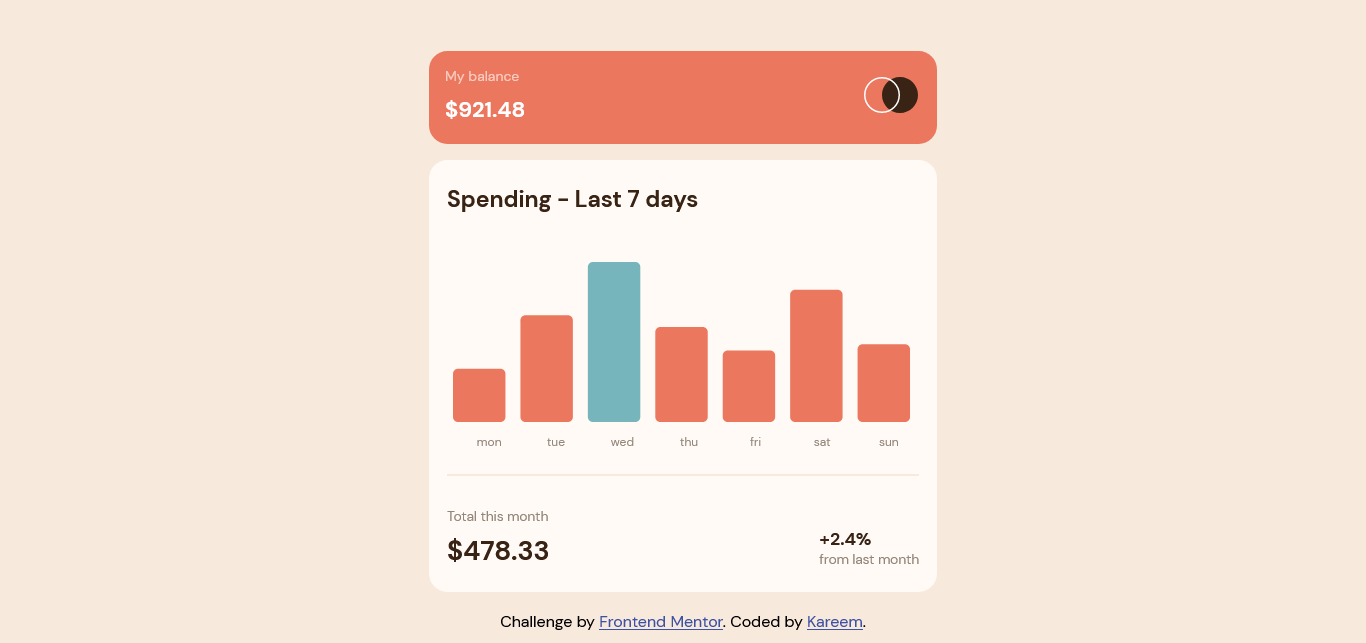 My balance
$921.48
Spending - Last 7 days
mon tue wed thu fri sat sun
Total this month
$478.33
+2.4%
from last month
Challenge by Frontend Mentor. Coded by Kareem.